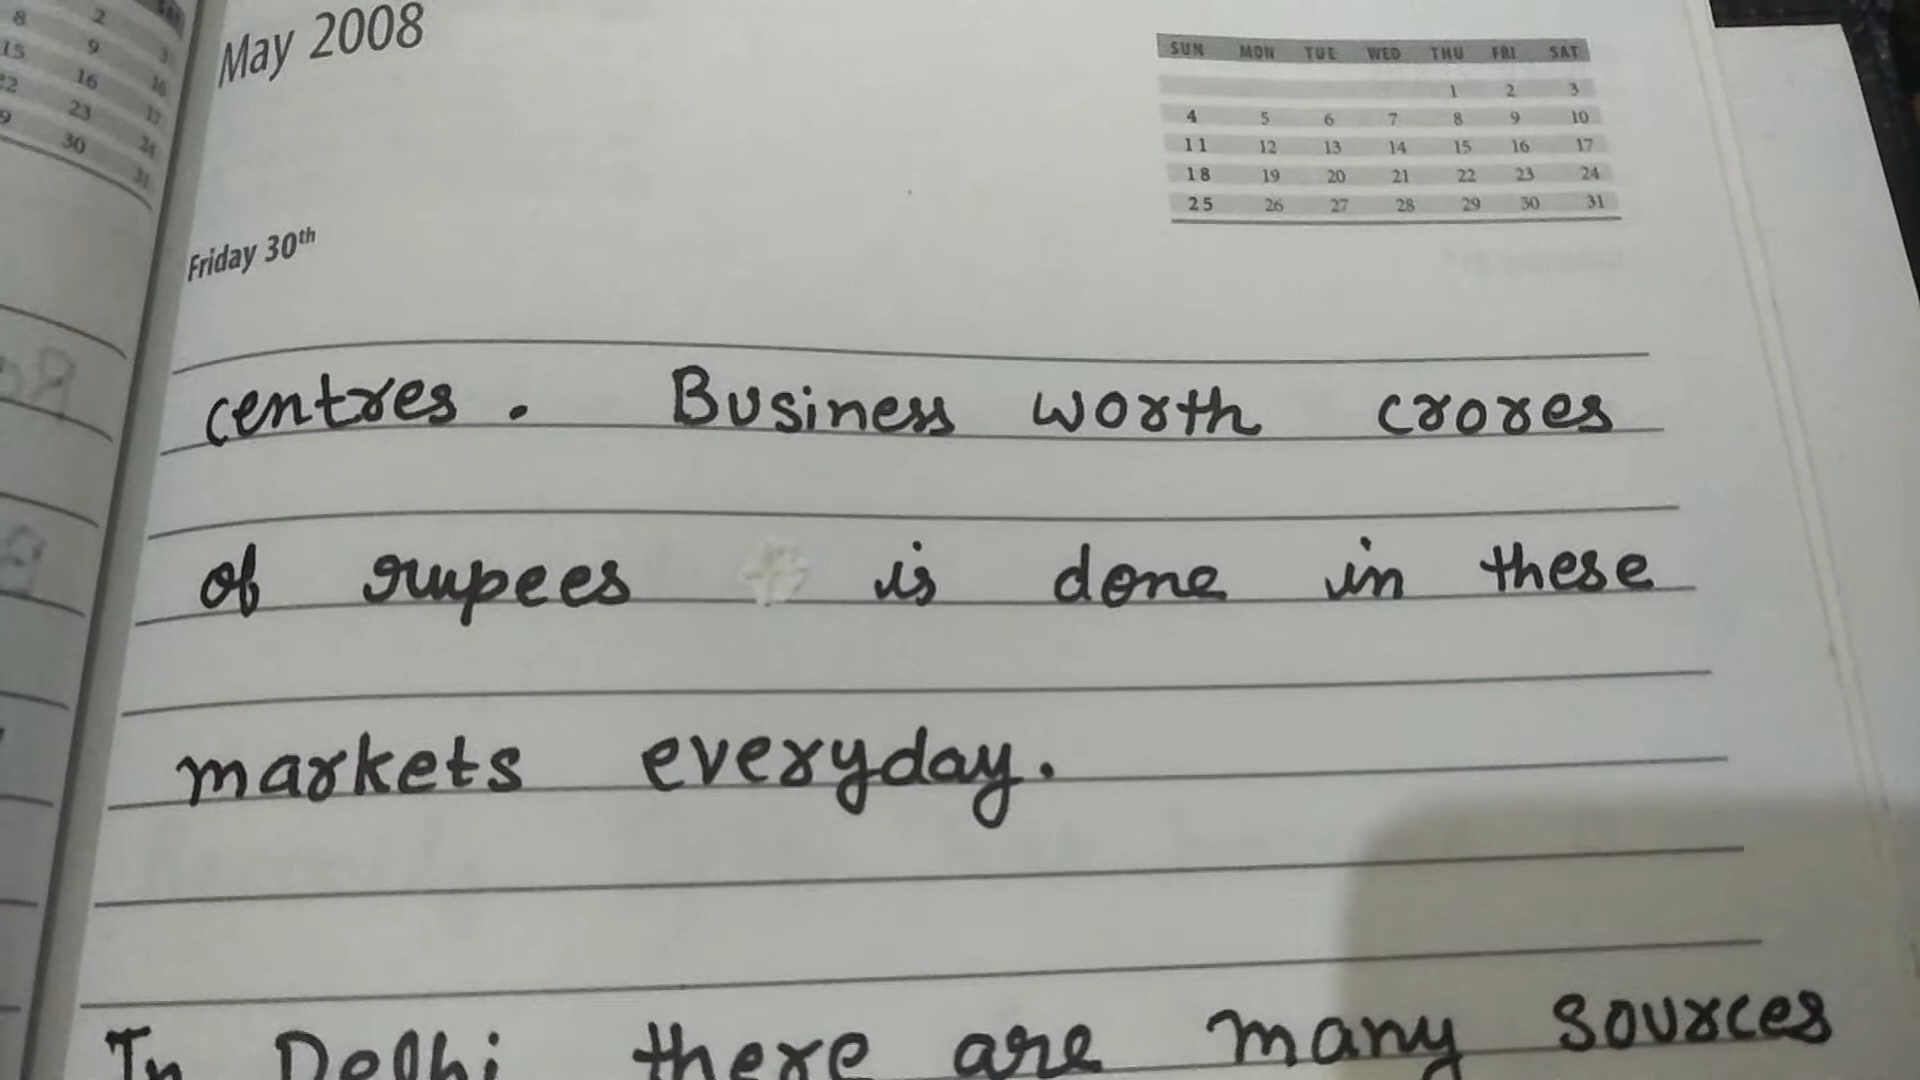 May 2008
SUN MON TUE WED THU FRI SAT
1 2 3
4 5 6 7 8 9 10
11 12 13 14 15 16 17
18 19 20 21 22 23 24
25 26 27 28 29 30 31
Friday 30th
centres. Business worth crores
of rupees is done in these
markets everyday.
In Delhi there are many sources